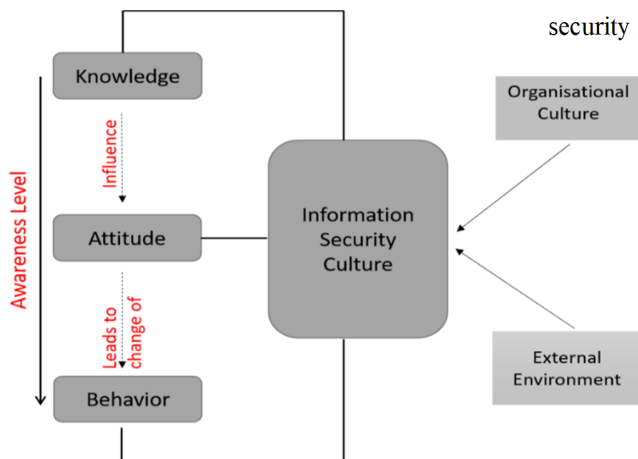 security
Knowledge
Organisational
Culture
Influence
Awareness Level
Attitude
Information
Security
Culture
Leads to
change of
External
Environment
Behavior